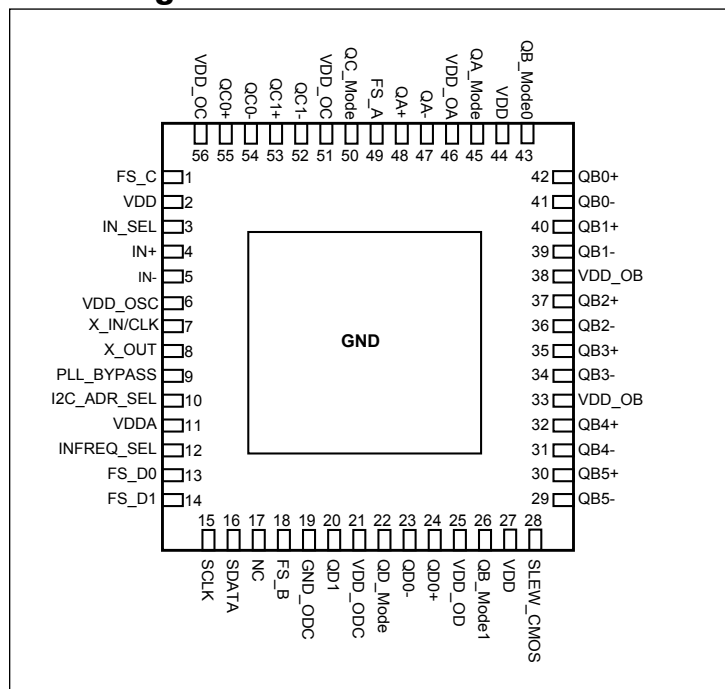 VDD_OC
QC0+
QC0-
QC1+
QC1-
VDD_OC
QC_Mode
FS_A
QA+
QA-
VDD_OA
QA_Mode
VDD
QB_Mode0
56 55 54 53 52 51 50 49 48 47 46 45 44 43
FS_C 1
VDD 2
IN_SEL 3
IN+ 4
IN- 5
VDD_OSC 6
X_IN/CLK 7
X_OUT 8
PLL_BYPASS 9
I2C_ADR_SEL 10
VDDA 11
INFREQ_SEL 12
FS_D0 13
FS_D1 14
GND
42 QB0+
41 QB0-
40 QB1+
39 QB1-
38 VDD_OB
37 QB2+
36 QB2-
35 QB3+
34 QB3-
33 VDD_OB
32 QB4+
31 QB4-
30 QB5+
29 QB5-
15 16 17 18 19 20 21 22 23 24 25 26 27 28
SCLK
SDATA
NC
FS_B
GND_ODC
QD1
VDD_ODC
QD_Mode
QD0-
QD0+
VDD_OD
QB_Mode1
VDD
SLEW_CMOS